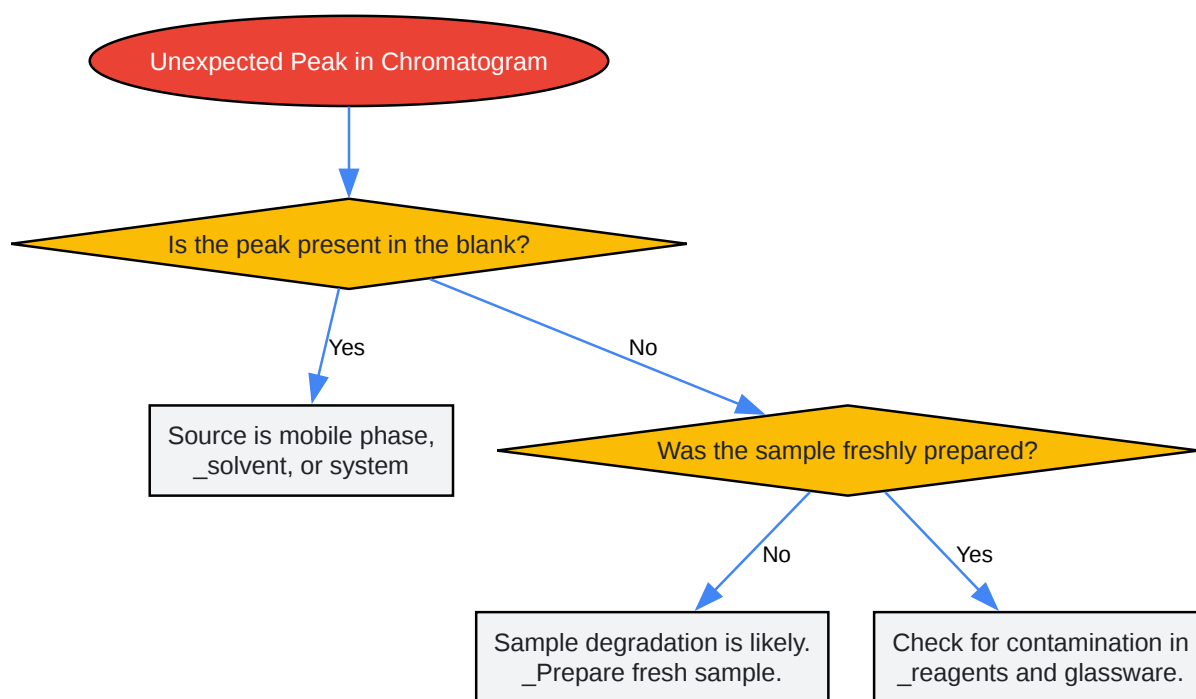 Unexpected Peak in Chromatogram
Is the peak present in the blank?
Yes
No
Source is mobile phase,
_solvent, or system
Was the sample freshly prepared?
No
Yes
Sample degradation is likely.
_Prepare fresh sample.
Check for contamination in
_reagents and glassware.